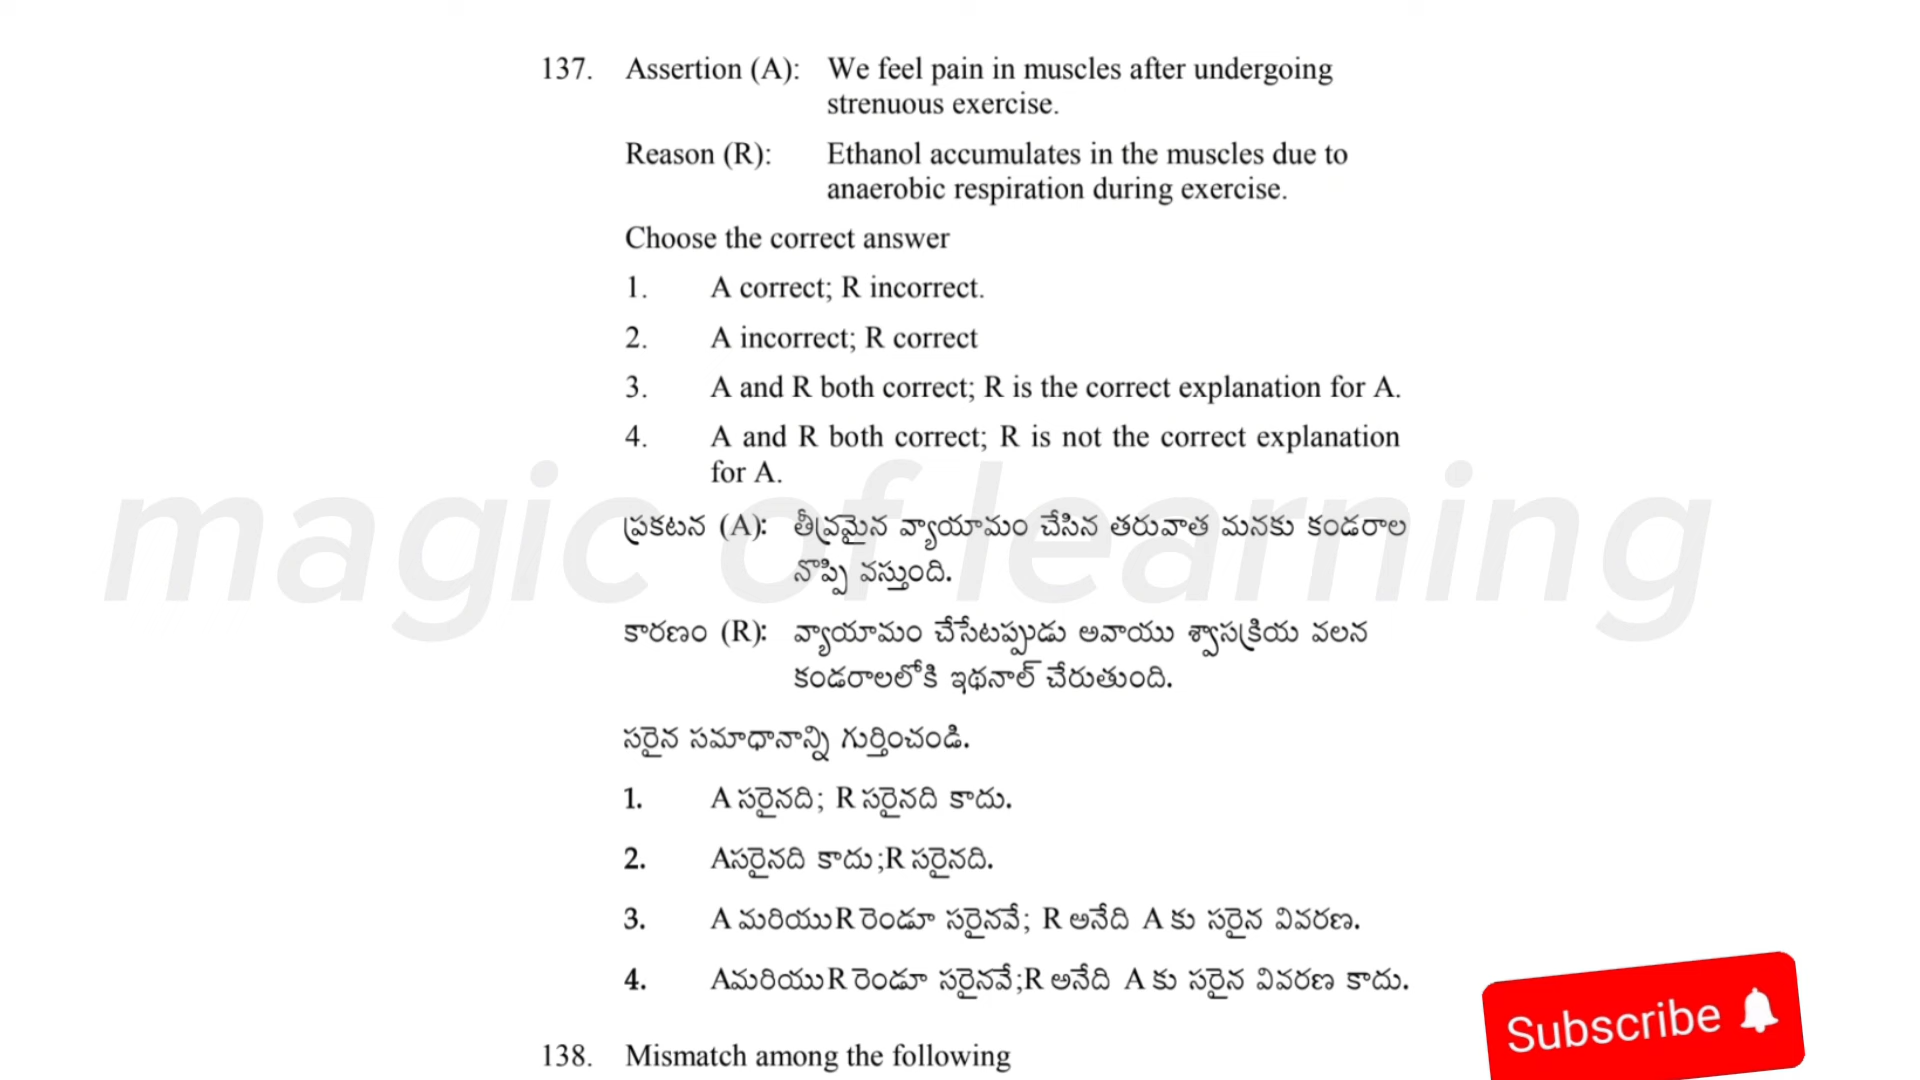 137. Assertion (A): We feel pain in muscles after undergoing
strenuous exercise.
Reason (R): Ethanol accumulates in the muscles due to
anaerobic respiration during exercise.
Choose the correct answer
1. A correct; R incorrect.
2. A incorrect; R correct
3. A and R both correct; R is the correct explanation for A.
4. A and R both correct; R is not the correct explanation
for A.
magic of learning
ప్రకటన (A): తీవ్రమైన వ్యాయామం చేసిన తరువాత మనకు కండరాల
నొప్పి వస్తుంది.
కారణం (R): వ్యాయామం చేసేటప్పుడు అవాయు శ్వాసక్రియ వలన
కండరాలలోకి ఇథనాల్ చేరుతుంది.
సరైన సమాధానాన్ని గుర్తించండి.
1. A సరైనది; R సరైనది కాదు.
2. Aసరైనది కాదు;R సరైనది.
3. A మరియుR రెండూ సరైనవే; R అనేది A కు సరైన వివరణ.
4. AమరియుR రెండూ సరైనవే;R అనేది A కు సరైన వివరణ కాదు.
Subscribe
138. Mismatch among the following